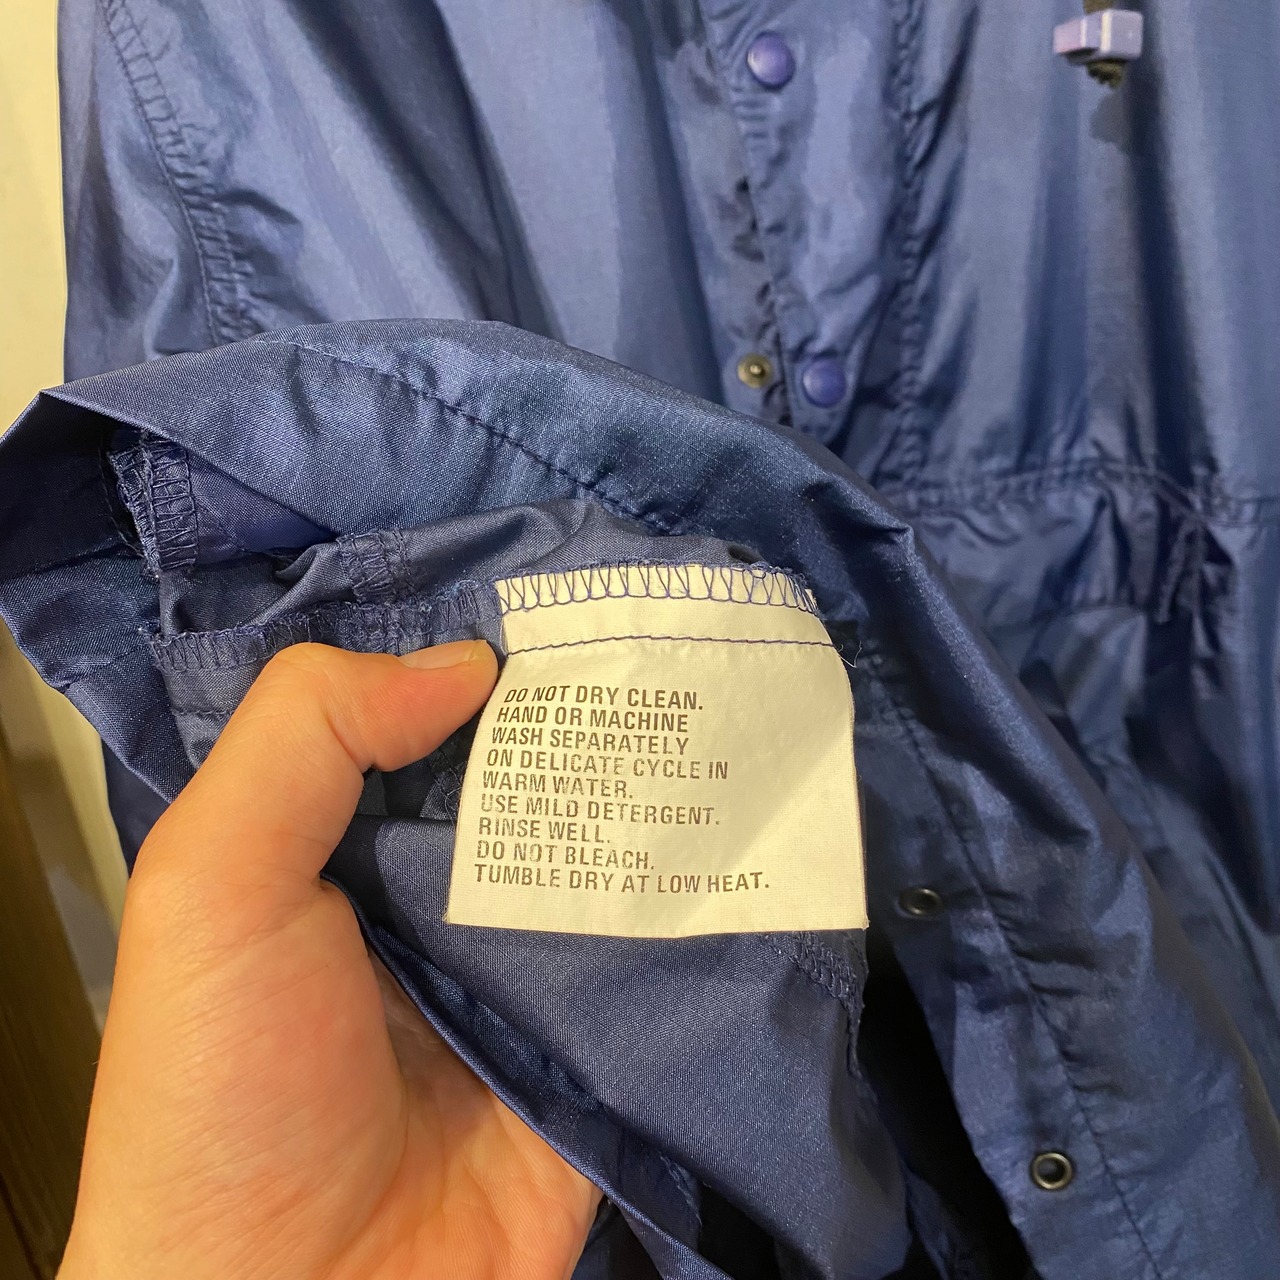 DO NOT DRY CLEAN.
HAND OR MACHINE
WASH SEPARATELY
ON DELICATE CYCLE IN
WARM WATER.
USE MILD DETERGENT.
RINSE WELL.
DO NOT BLEACH.
TUMBLE DRY AT LOW HEAT.